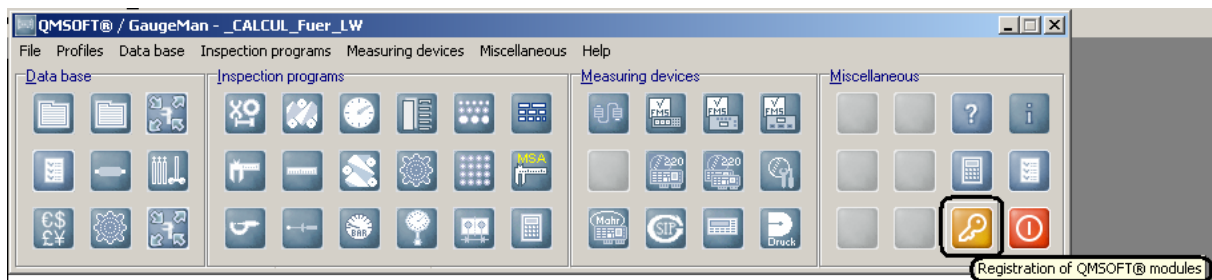 QMSOFT® / GaugeMan - _CALCUL_Fuer_LW
File Profiles Data base Inspection programs Measuring devices Miscellaneous Help
Data base Inspection programs Measuring devices Miscellaneous
V FMS V FMS V FMS ? i
MSA 220 220
€$ £¥ BAR Mahr SIP Druck
Registration of QMSOFT® modules